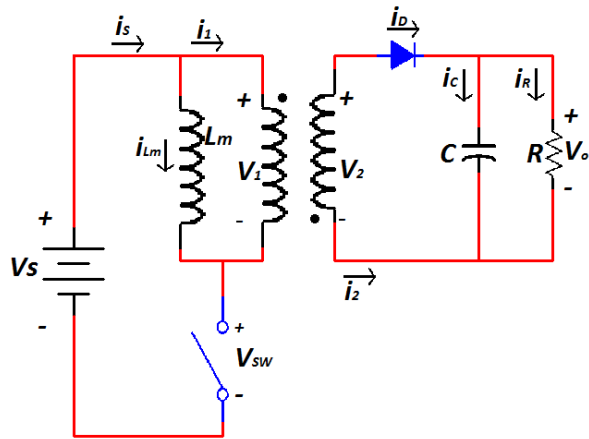 iS
i1
iD
iC
iR
+
+
+
Lm
iLm
V1
V2
C
R
Vo
-
-
-
+
Vs
-
i2
+
VSW
-